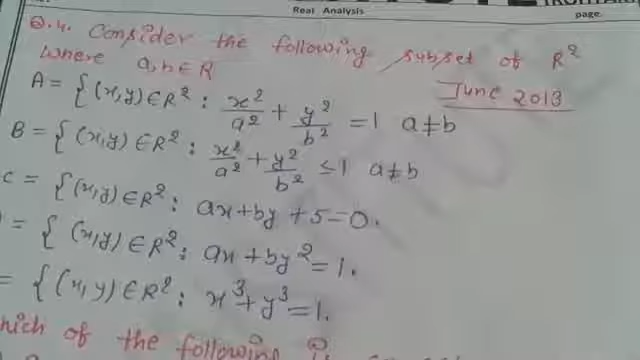 Real Analysis
page.
Q.4. Consider the following subset of R²
where a,b∈R
June 2013
A = { (x,y) ∈ R² : x²/a² + y²/b² = 1 a≠b
B = { (x,y) ∈ R² : x²/a² + y²/b² ≤ 1 a≠b
C = { (x,y) ∈ R² : ax+by+5=0.
= { (x,y) ∈ R² : ax+by²=1.
= { (x,y) ∈ R² : x³+y³=1.
hich of the following is